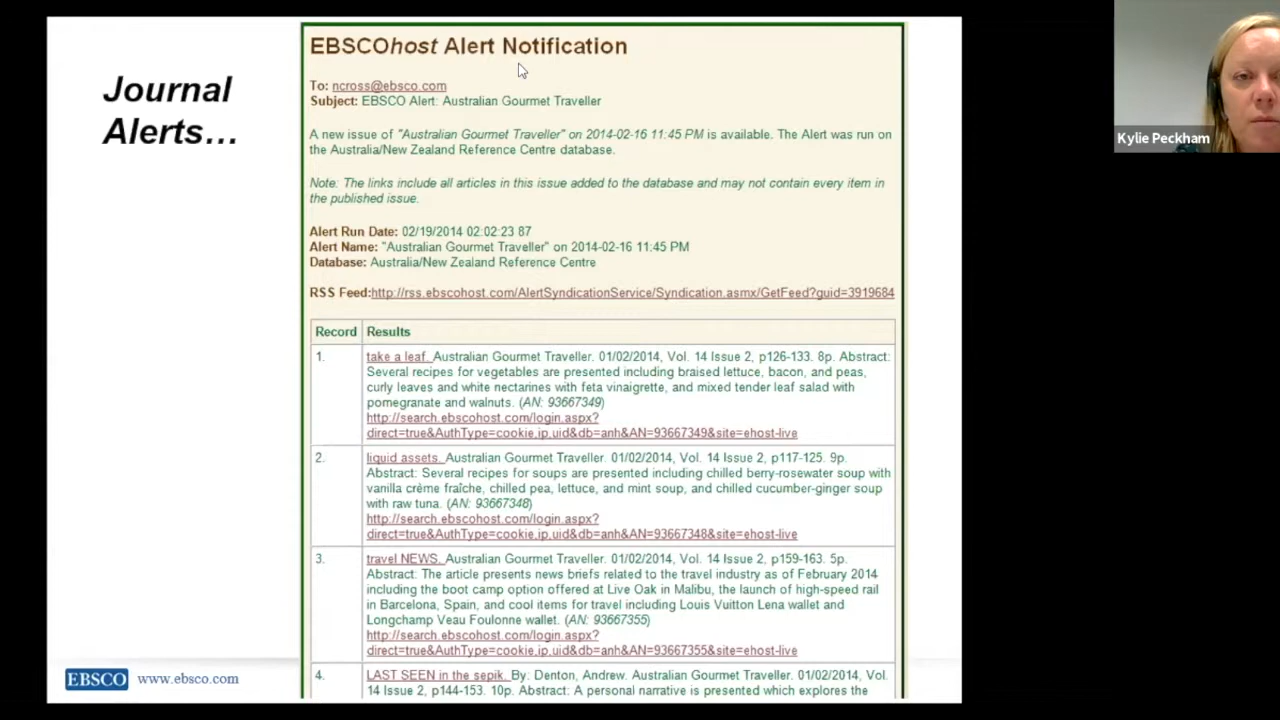 Journal
Alerts...
EBSCOhost Alert Notification
To: ncross@ebsco.com
Subject: EBSCO Alert: Australian Gourmet Traveller
A new issue of "Australian Gourmet Traveller" on 2014-02-16 11:45 PM is available. The Alert was run on
the Australia/New Zealand Reference Centre database.
Note: The links include all articles in this issue added to the database and may not contain every item in
the published issue.
Alert Run Date: 02/19/2014 02:02:23 87
Alert Name: "Australian Gourmet Traveller" on 2014-02-16 11:45 PM
Database: Australia/New Zealand Reference Centre
RSS Feed:http://rss.ebscohost.com/AlertSyndicationService/Syndication.asmx/GetFeed?guid=3919684
Record Results
1. take a leaf. Australian Gourmet Traveller. 01/02/2014, Vol. 14 Issue 2, p126-133. 8p. Abstract:
Several recipes for vegetables are presented including braised lettuce, bacon, and peas,
curly leaves and white nectarines with feta vinaigrette, and mixed tender leaf salad with
pomegranate and walnuts. (AN: 93667349)
http://search.ebscohost.com/login.aspx?
direct=true&AuthType=cookie,ip,uid&db=anh&AN=93667349&site=ehost-live
2. liquid assets. Australian Gourmet Traveller. 01/02/2014, Vol. 14 Issue 2, p117-125. 9p.
Abstract: Several recipes for soups are presented including chilled berry-rosewater soup with
vanilla crème fraîche, chilled pea, lettuce, and mint soup, and chilled cucumber-ginger soup
with raw tuna. (AN: 93667348)
http://search.ebscohost.com/login.aspx?
direct=true&AuthType=cookie,ip,uid&db=anh&AN=93667348&site=ehost-live
3. travel NEWS. Australian Gourmet Traveller. 01/02/2014, Vol. 14 Issue 2, p159-163. 5p.
Abstract: The article presents news briefs related to the travel industry as of February 2014
including the boot camp option offered at Live Oak in Malibu, the launch of high-speed rail
in Barcelona, Spain, and cool items for travel including Louis Vuitton Lena wallet and
Longchamp Veau Foulonne wallet. (AN: 93667355)
http://search.ebscohost.com/login.aspx?
direct=true&AuthType=cookie,ip,uid&db=anh&AN=93667355&site=ehost-live
4. LAST SEEN in the sepik. By: Denton, Andrew. Australian Gourmet Traveller. 01/02/2014, Vol.
14 Issue 2, p144-153. 10p. Abstract: A personal narrative is presented which explores the
EBSCO www.ebsco.com
Kylie Peckham